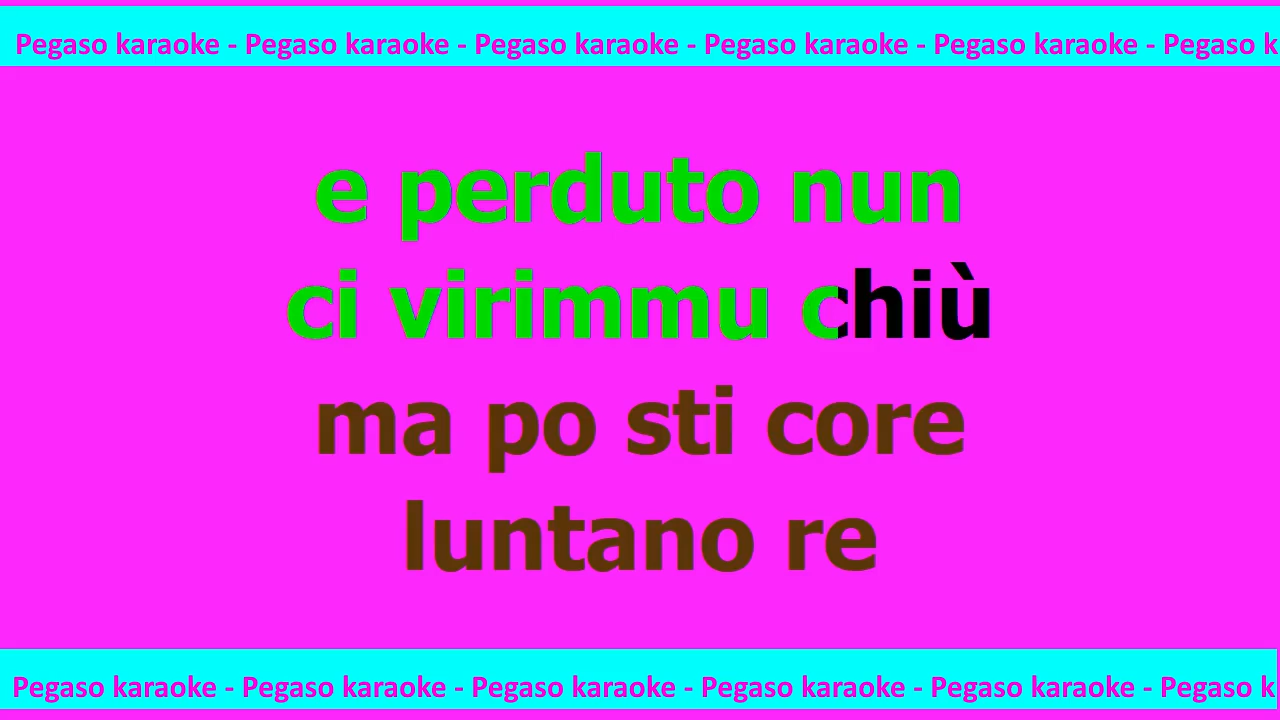 Pegaso karaoke - Pegaso karaoke - Pegaso karaoke - Pegaso karaoke - Pegaso karaoke - Pegaso k
e perduto nun
ci virimmu chiù
ma po sti core
luntano re
Pegaso karaoke - Pegaso karaoke - Pegaso karaoke - Pegaso karaoke - Pegaso karaoke - Pegaso k